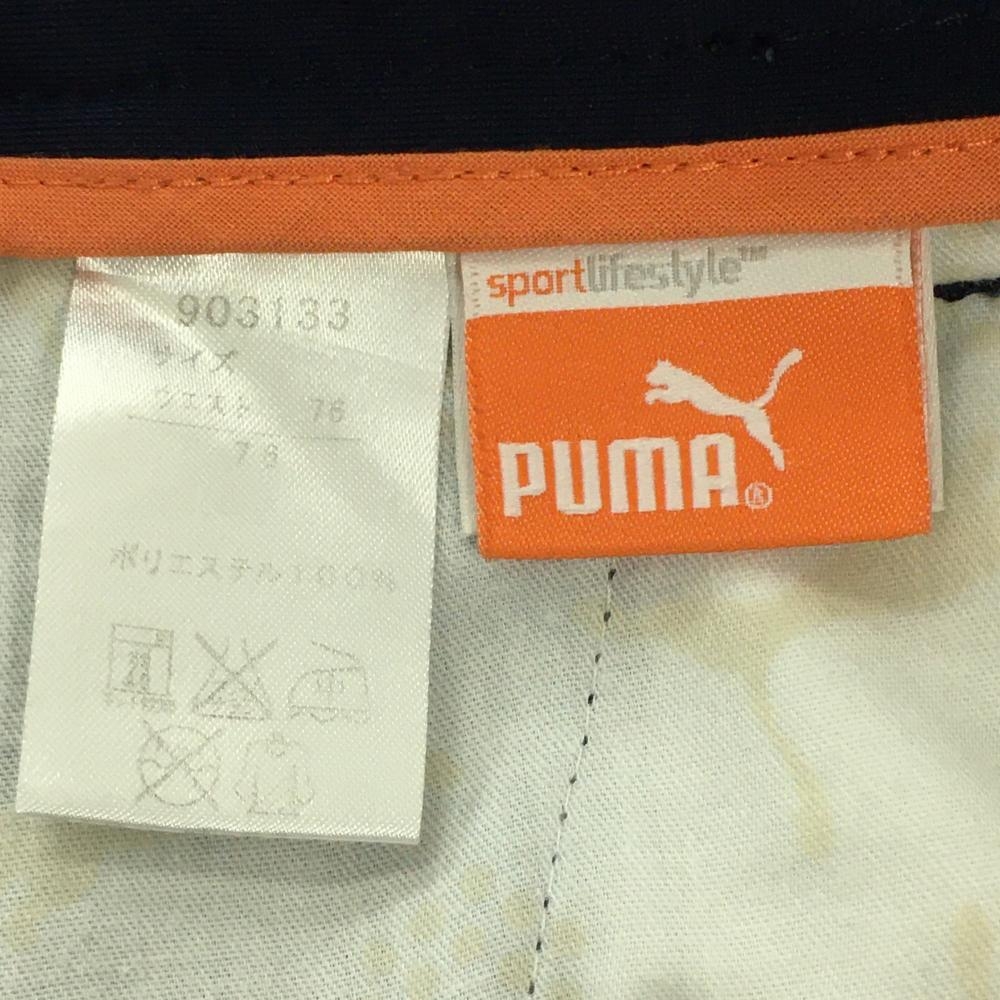 903133
サイズ
ウエスト 76
76
ポリエステル100%
sportlifestyle™
PUMA®